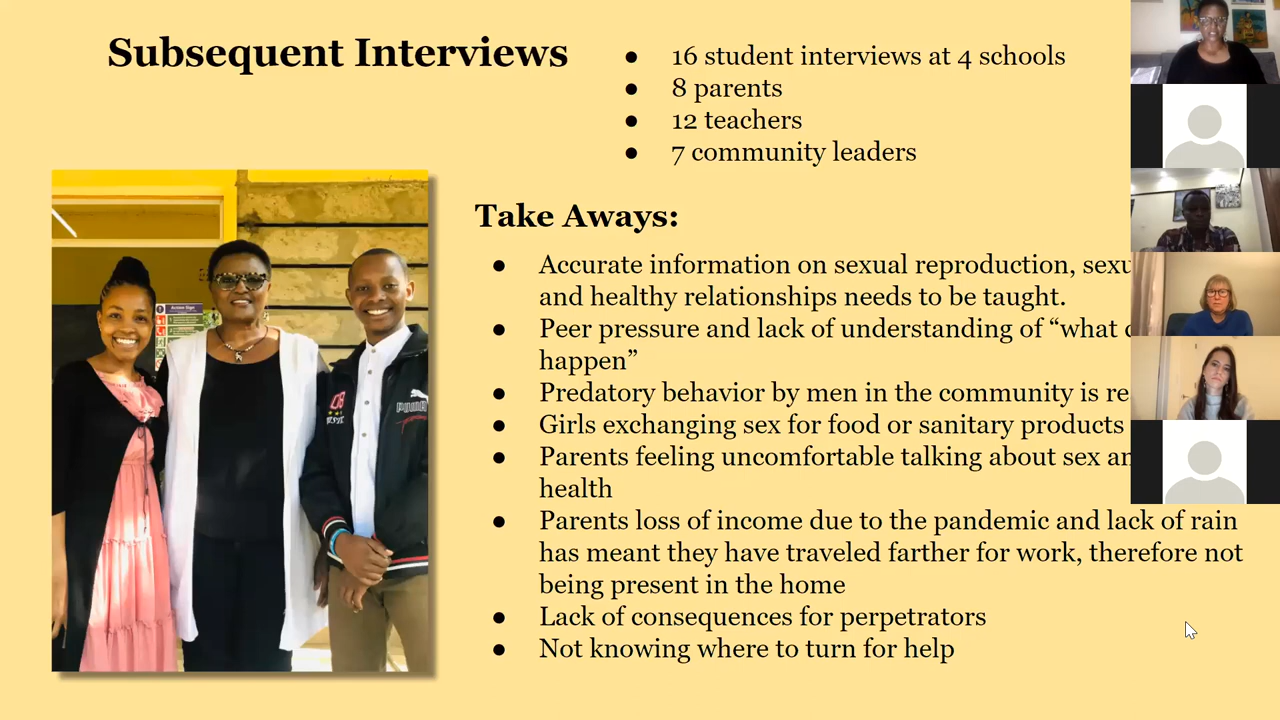 Subsequent Interviews
● 16 student interviews at 4 schools
● 8 parents
● 12 teachers
● 7 community leaders
Take Aways:
● Accurate information on sexual reproduction,
and healthy relationships needs to be taught.
● Peer pressure and lack of understanding of “what
happen”
● Predatory behavior by men in the community is
● Girls exchanging sex for food or sanitary products
● Parents feeling uncomfortable talking about sex
health
● Parents loss of income due to the pandemic and lack of rain
has meant they have traveled farther for work, therefore not
being present in the home
● Lack of consequences for perpetrators
● Not knowing where to turn for help